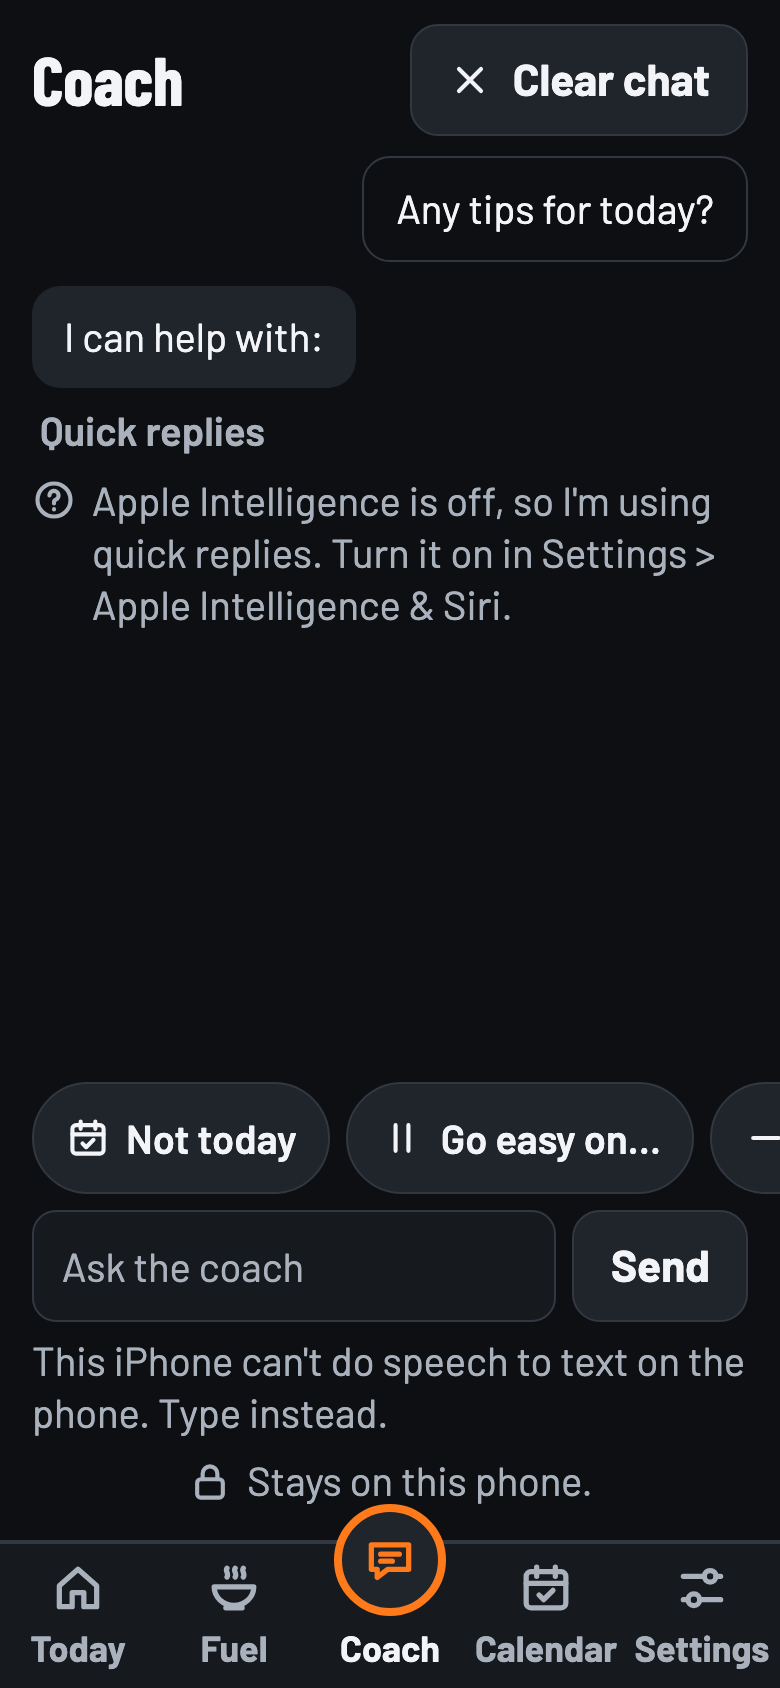 Coach
Clear chat
Any tips for today?
I can help with:
Quick replies
Apple Intelligence is off, so I'm using
quick replies. Turn it on in Settings >
Apple Intelligence & Siri.
Not today
Go easy on...
Ask the coach
Send
This iPhone can't do speech to text on the
phone. Type instead.
Stays on this phone.
Today
Fuel
Coach
Calendar
Settings